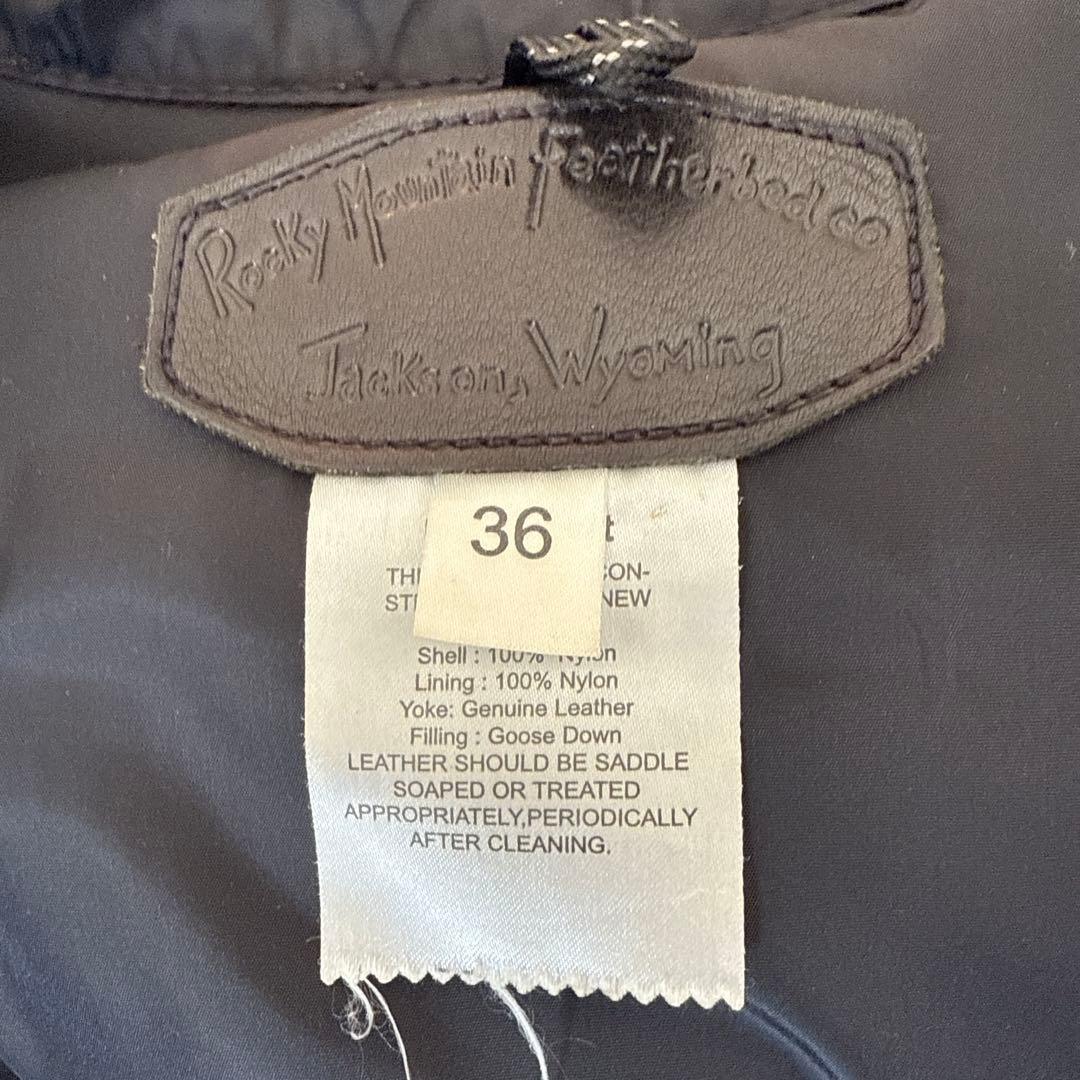 Rocky Mountain Featherbed co
Jackson, Wyoming
36
Shell : 100% Nylon
Lining : 100% Nylon
Yoke: Genuine Leather
Filling : Goose Down
LEATHER SHOULD BE SADDLE
SOAPED OR TREATED
APPROPRIATELY,PERIODICALLY
AFTER CLEANING.